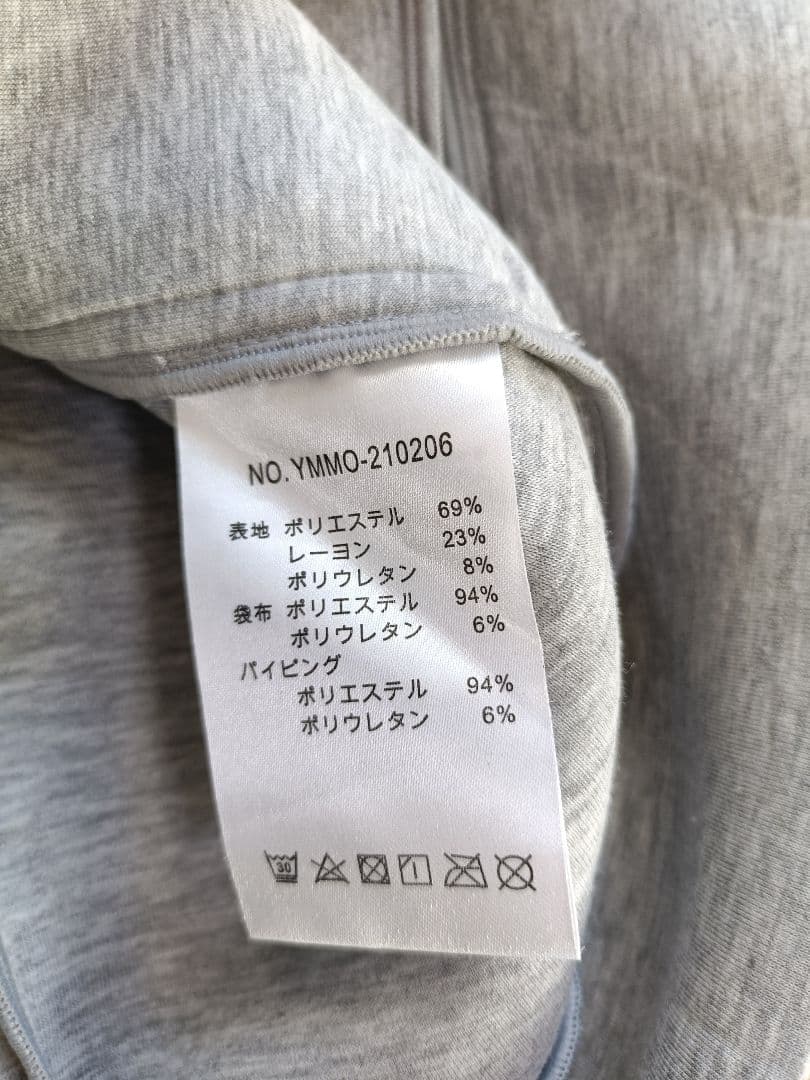 NO.YMMO-210206
表地 ポリエステル 69%
レーヨン 23%
ポリウレタン 8%
袋布 ポリエステル 94%
ポリウレタン 6%
パイピング
ポリエステル 94%
ポリウレタン 6%
30